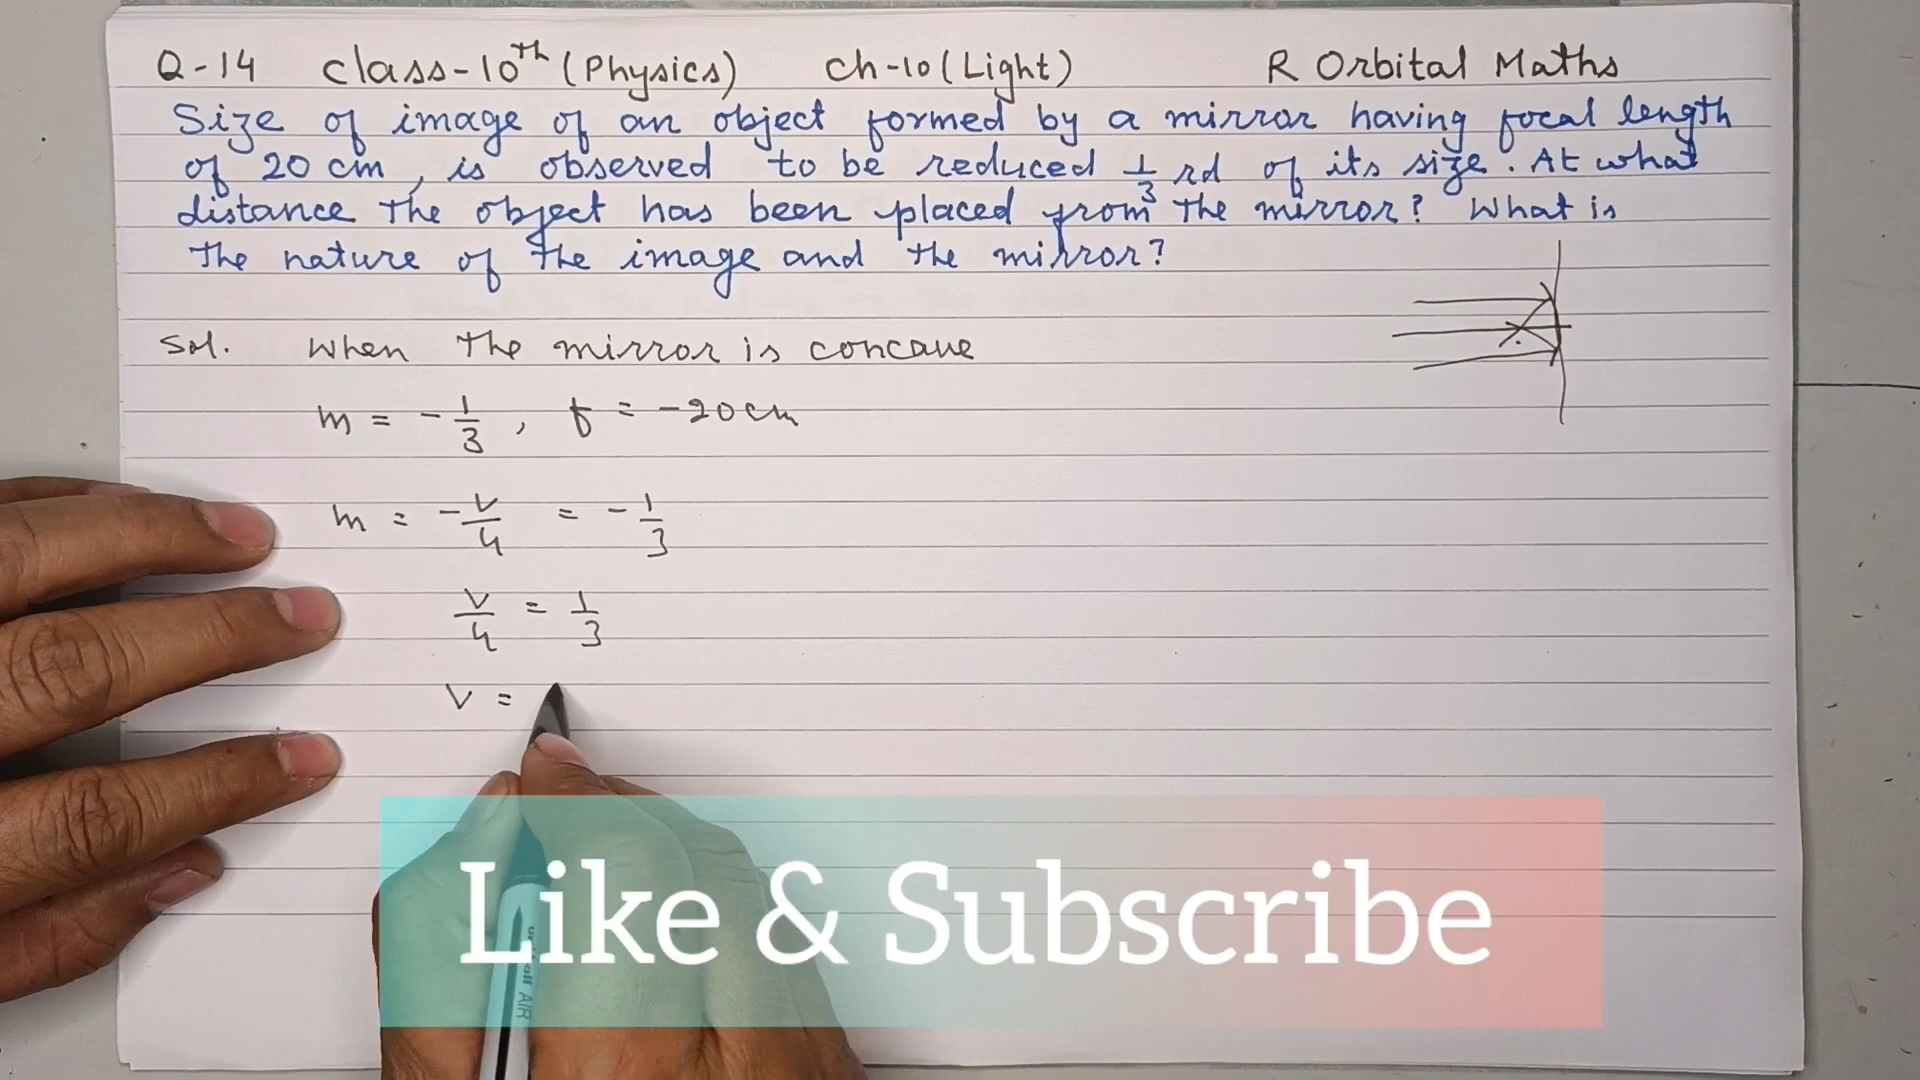 Q-14 Class-10th (Physics) Ch-10 (Light) R Orbital Maths
Size of image of an object formed by a mirror having focal length
of 20 cm, is observed to be reduced 1/3 rd of its size. At what
distance the object has been placed from the mirror? What is
the nature of the image and the mirror?
Sol. When the mirror is concave
m = -1/3, f = -20 cm
m = -v/u = -1/3
v/u = 1/3
v =
Like & Subscribe